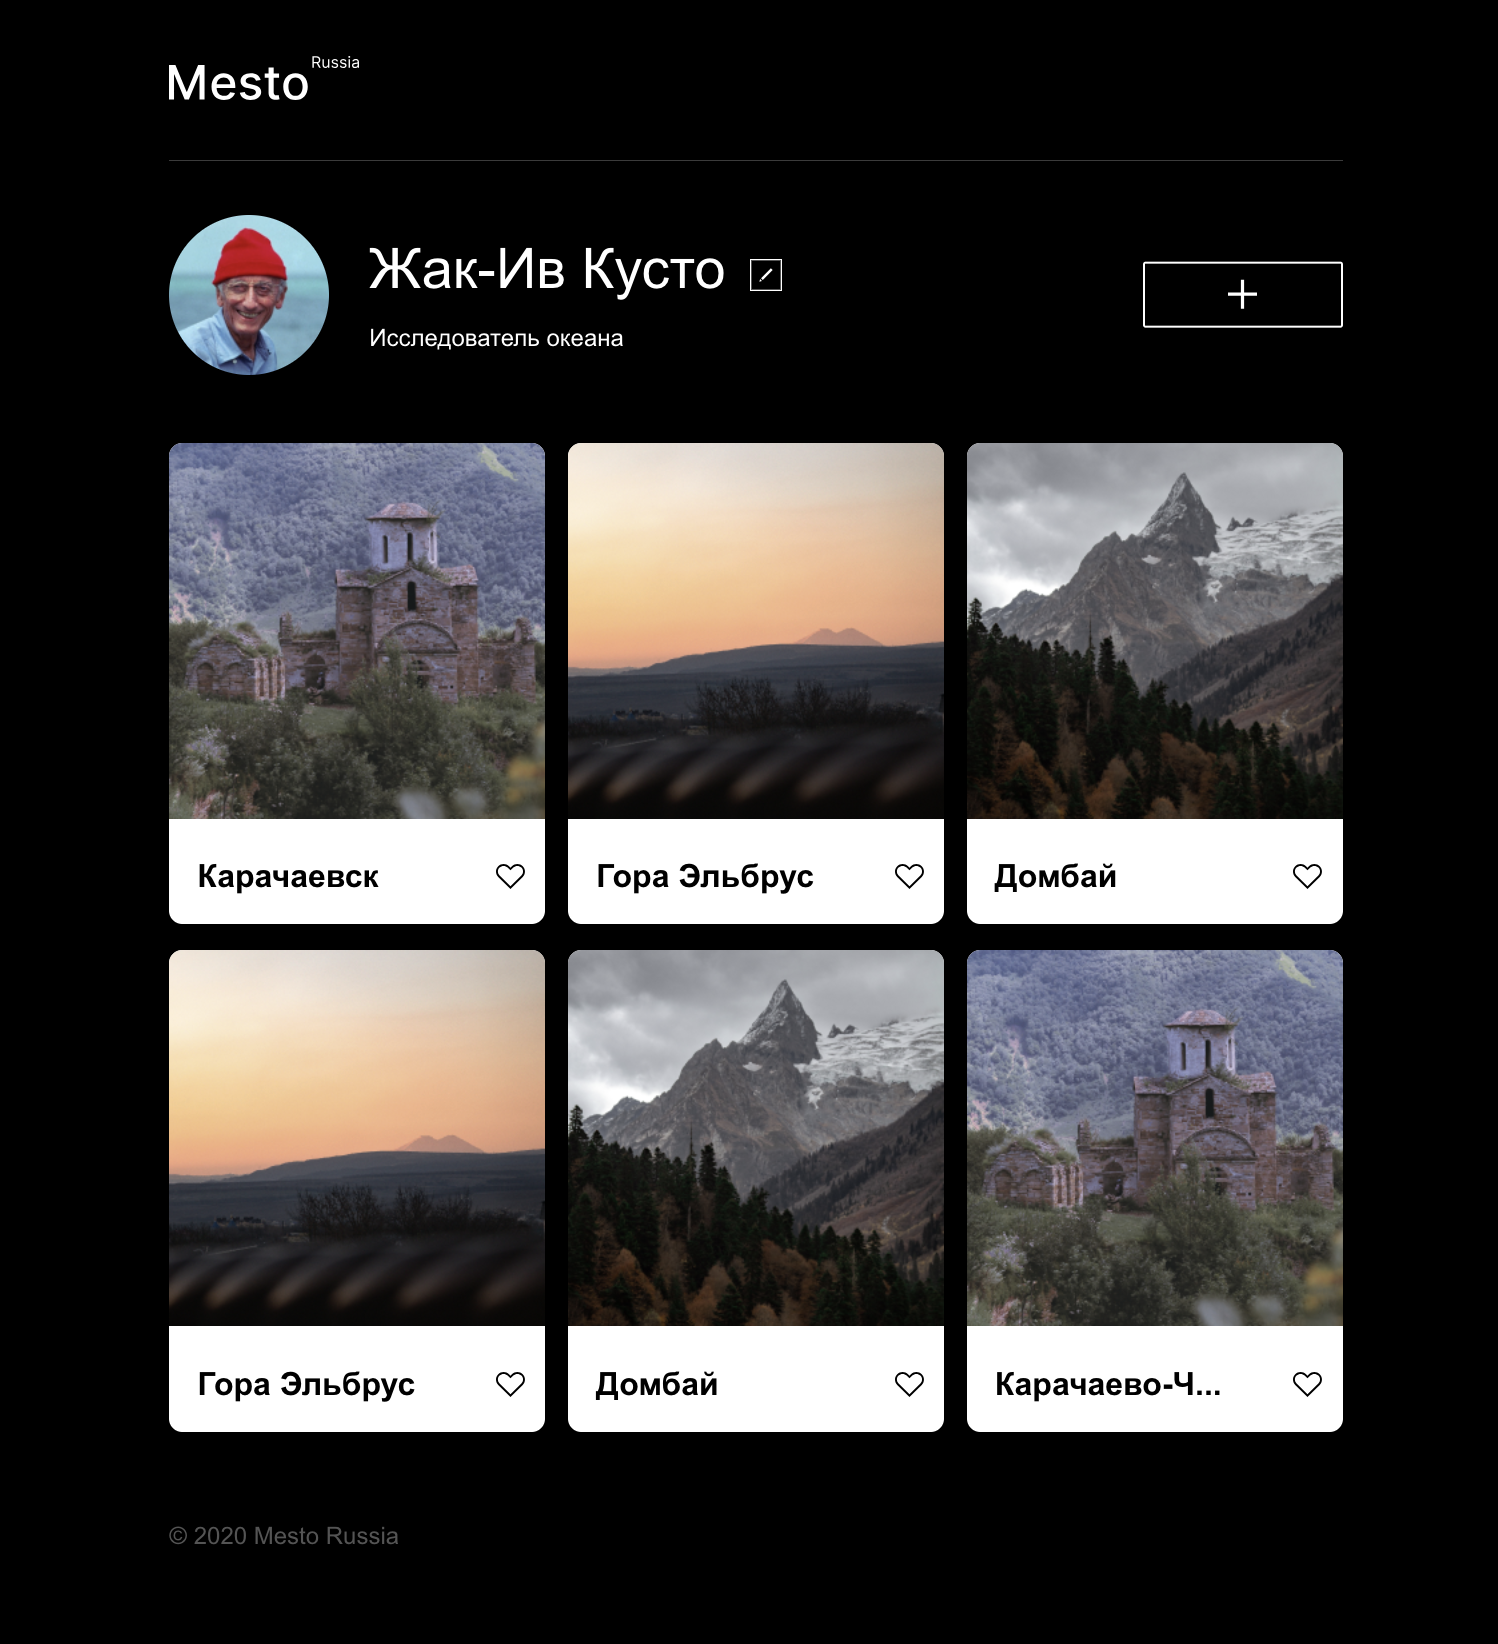 Mesto Russia
Жак-Ив Кусто
Исследователь океана
Карачаевск
Гора Эльбрус
Домбай
Гора Эльбрус
Домбай
Карачаево-Ч...
© 2020 Mesto Russia